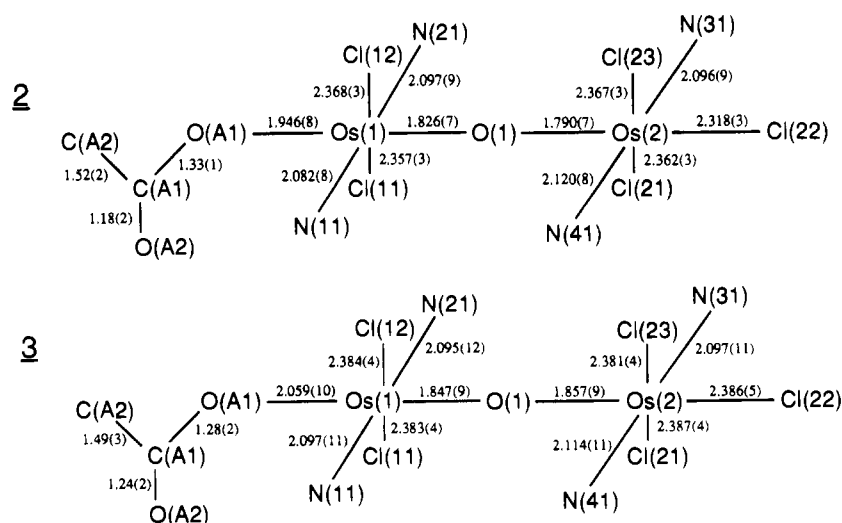 2
N(21)
Cl(12)
2.368(3)
2.097(9)
N(31)
Cl(23)
2.367(3)
2.096(9)
C(A2)
O(A1)
1.946(8)
Os(1)
1.826(7)
O(1)
1.790(7)
Os(2)
2.318(3)
Cl(22)
1.52(2)
1.33(1)
C(A1)
2.082(8)
2.357(3)
Cl(11)
2.120(8)
2.362(3)
Cl(21)
1.18(2)
O(A2)
N(11)
N(41)
3
N(21)
Cl(12)
2.384(4)
2.095(12)
N(31)
Cl(23)
2.381(4)
2.097(11)
C(A2)
O(A1)
2.059(10)
Os(1)
1.847(9)
O(1)
1.857(9)
Os(2)
2.386(5)
Cl(22)
1.49(3)
1.28(2)
C(A1)
2.097(11)
2.383(4)
Cl(11)
2.114(11)
2.387(4)
Cl(21)
1.24(2)
O(A2)
N(11)
N(41)